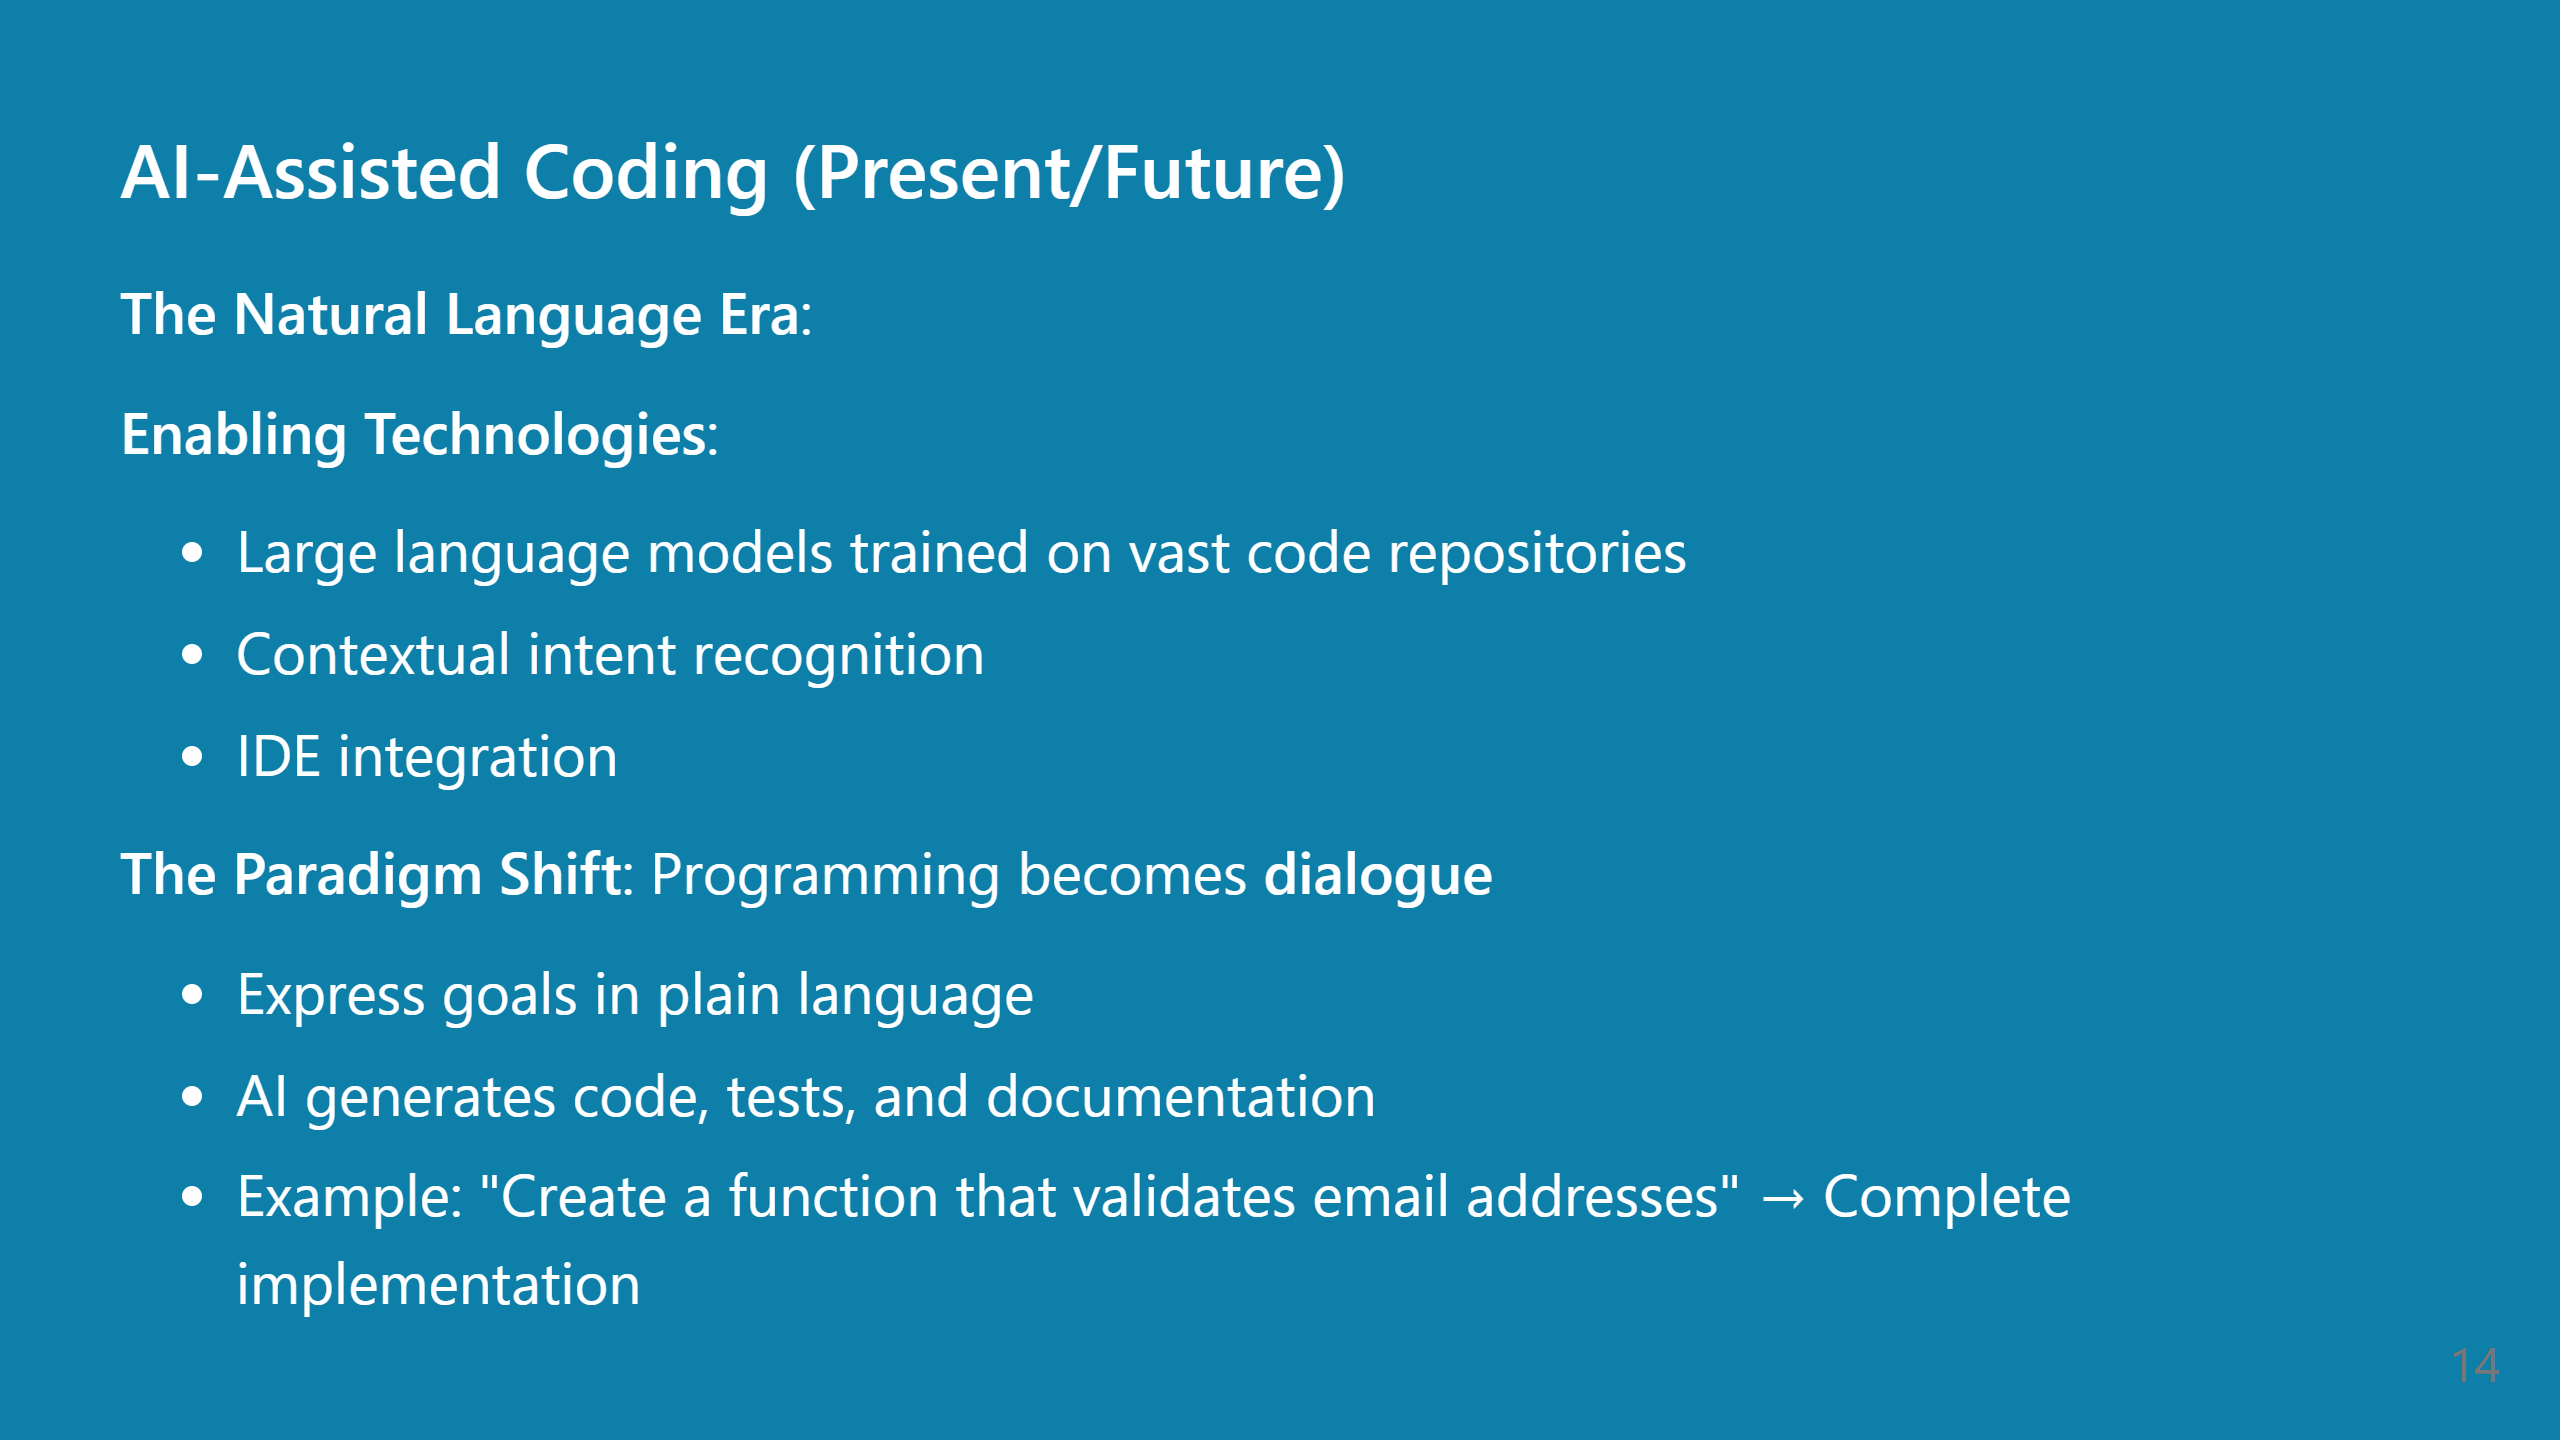 AI-Assisted Coding (Present/Future)
The Natural Language Era:
Enabling Technologies:
• Large language models trained on vast code repositories
• Contextual intent recognition
• IDE integration
The Paradigm Shift: Programming becomes dialogue
• Express goals in plain language
• AI generates code, tests, and documentation
• Example: "Create a function that validates email addresses" → Complete
implementation
14